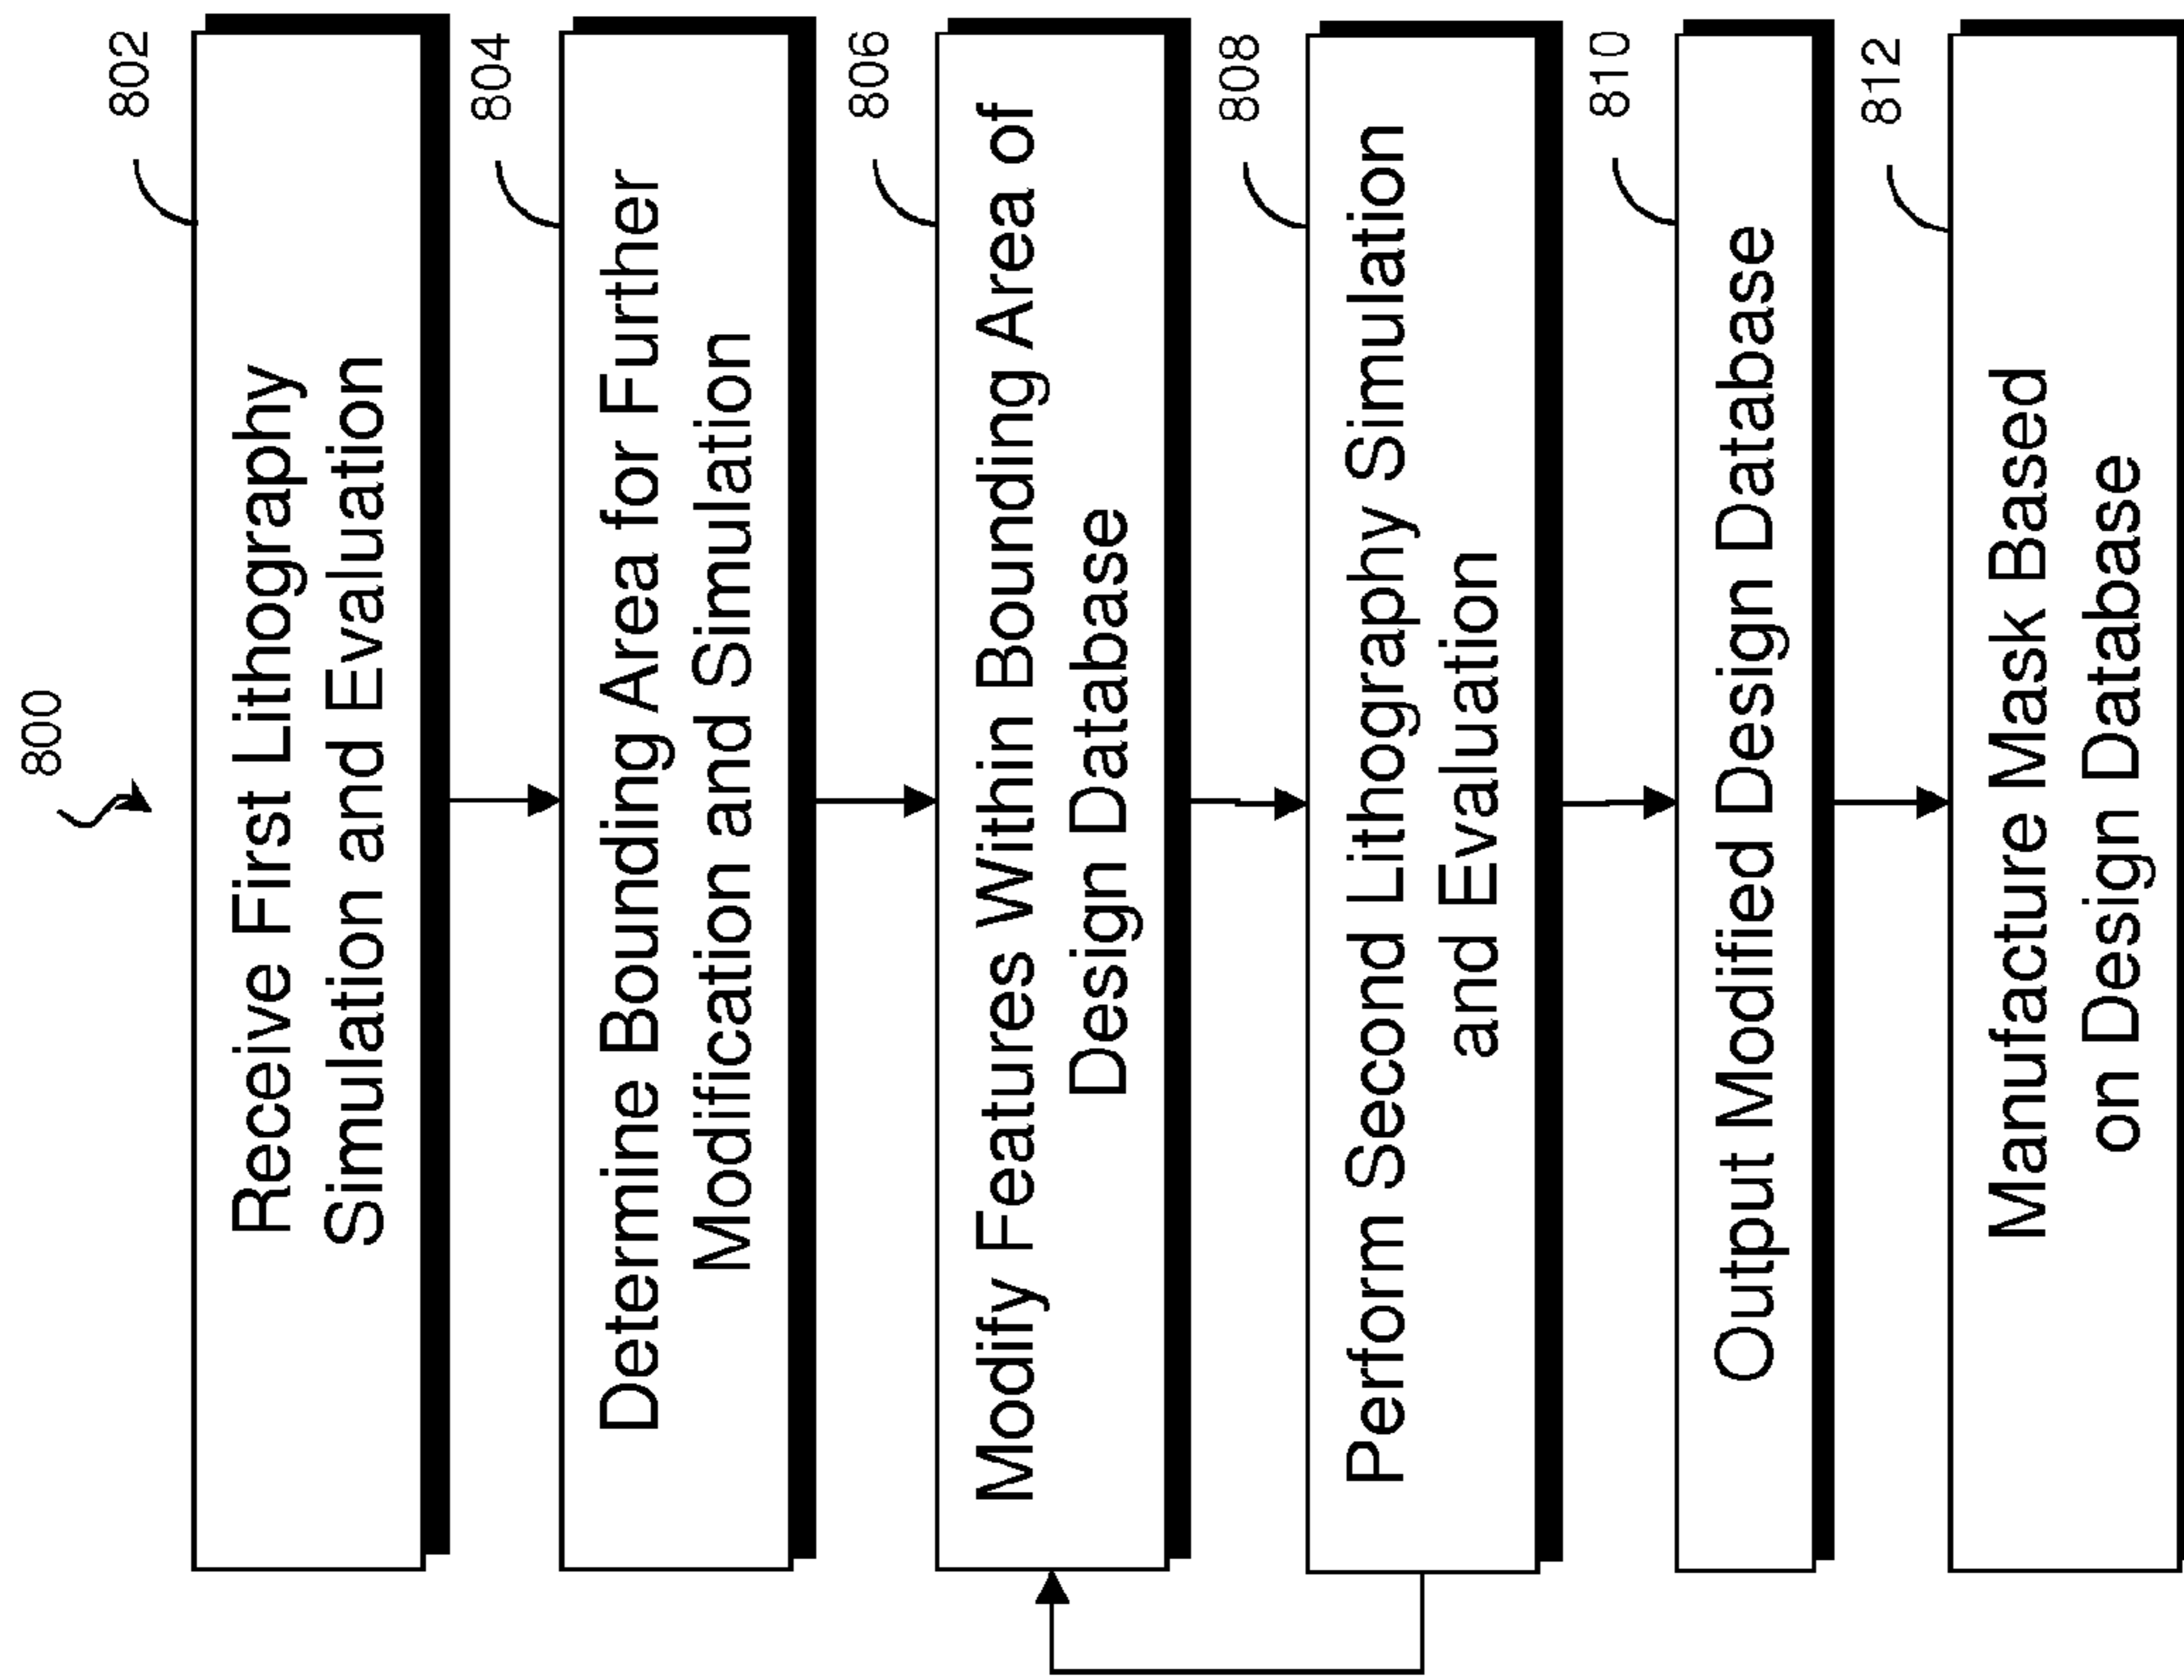 800
802
Receive First Lithography
Simulation and Evaluation
804
Determine Bounding Area for Further
Modification and Simulation
806
Modify Features Within Bounding Area of
Design Database
808
Perform Second Lithography Simulation
and Evaluation
810
Output Modified Design Database
812
Manufacture Mask Based
on Design Database